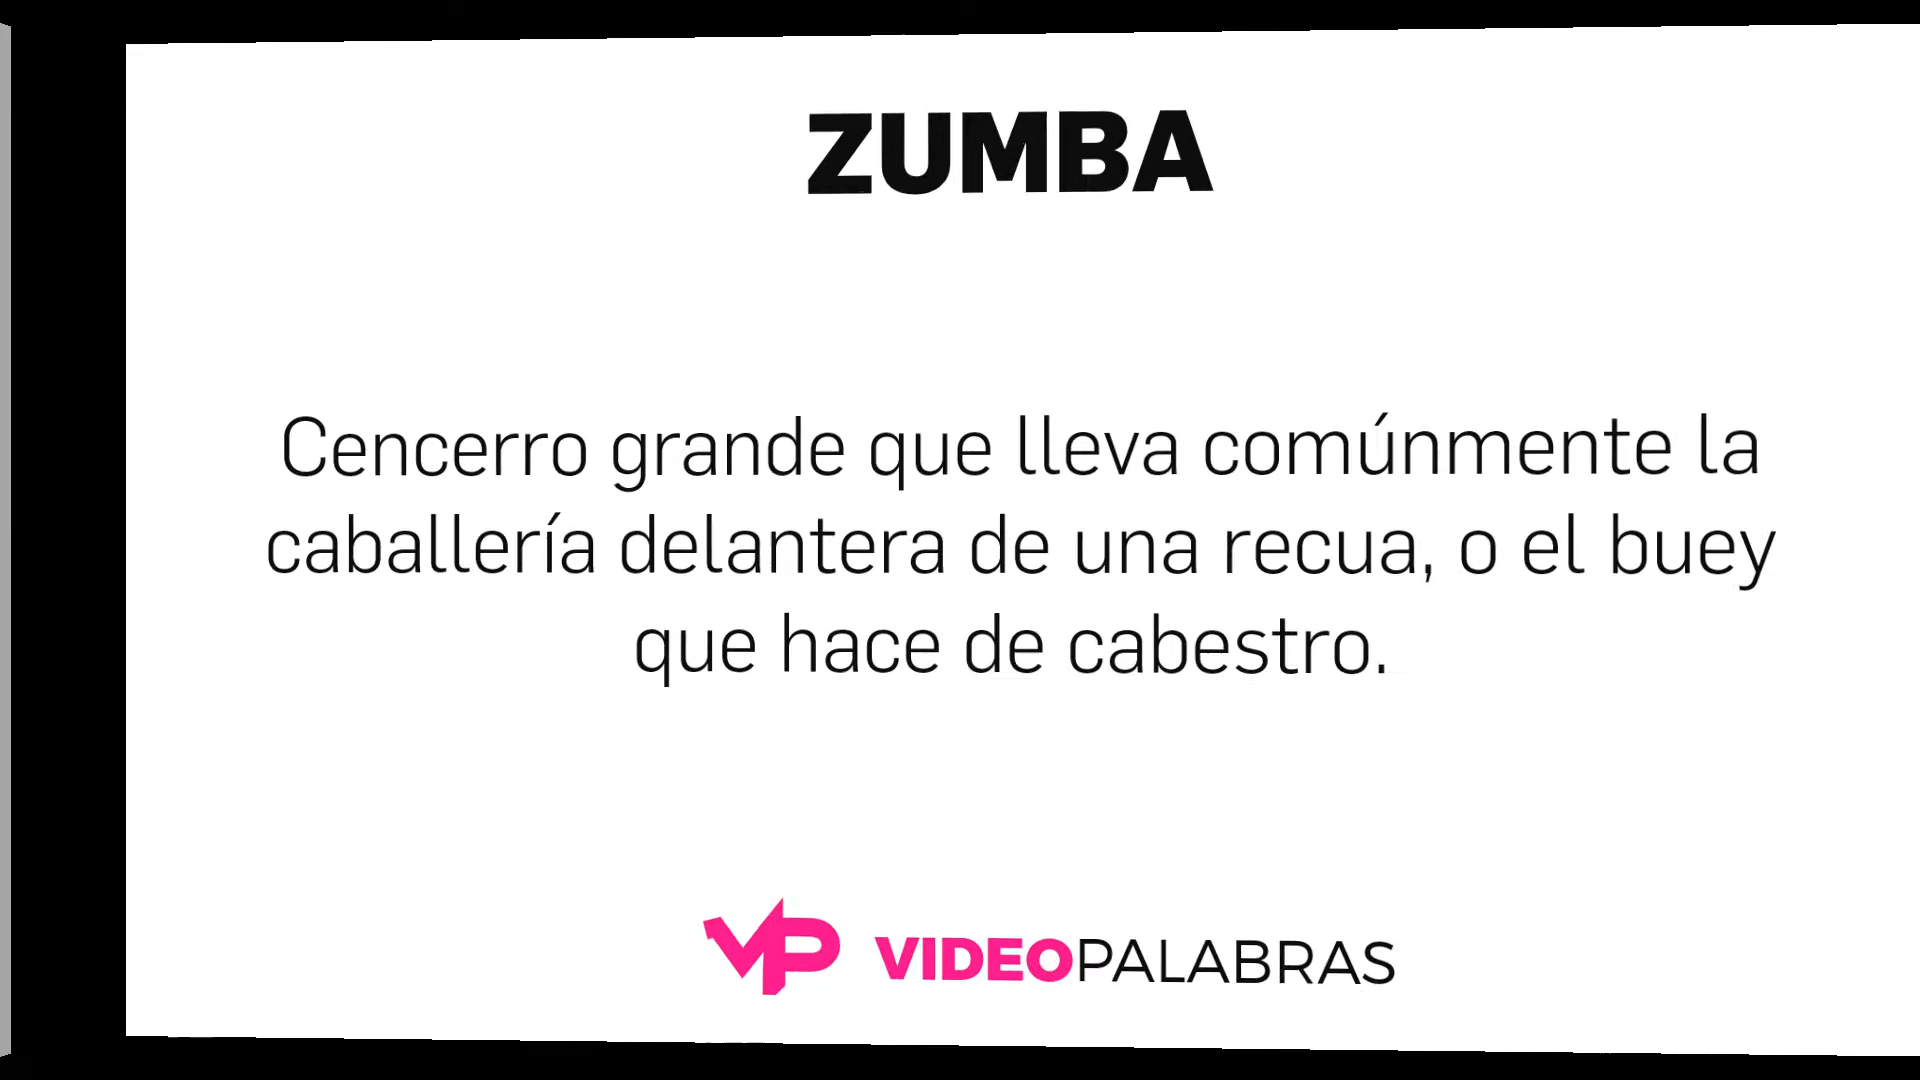 ZUMBA
Cencerro grande que lleva comúnmente la
caballería delantera de una recua, o el buey
que hace de cabestro.
VP VIDEOPALABRAS